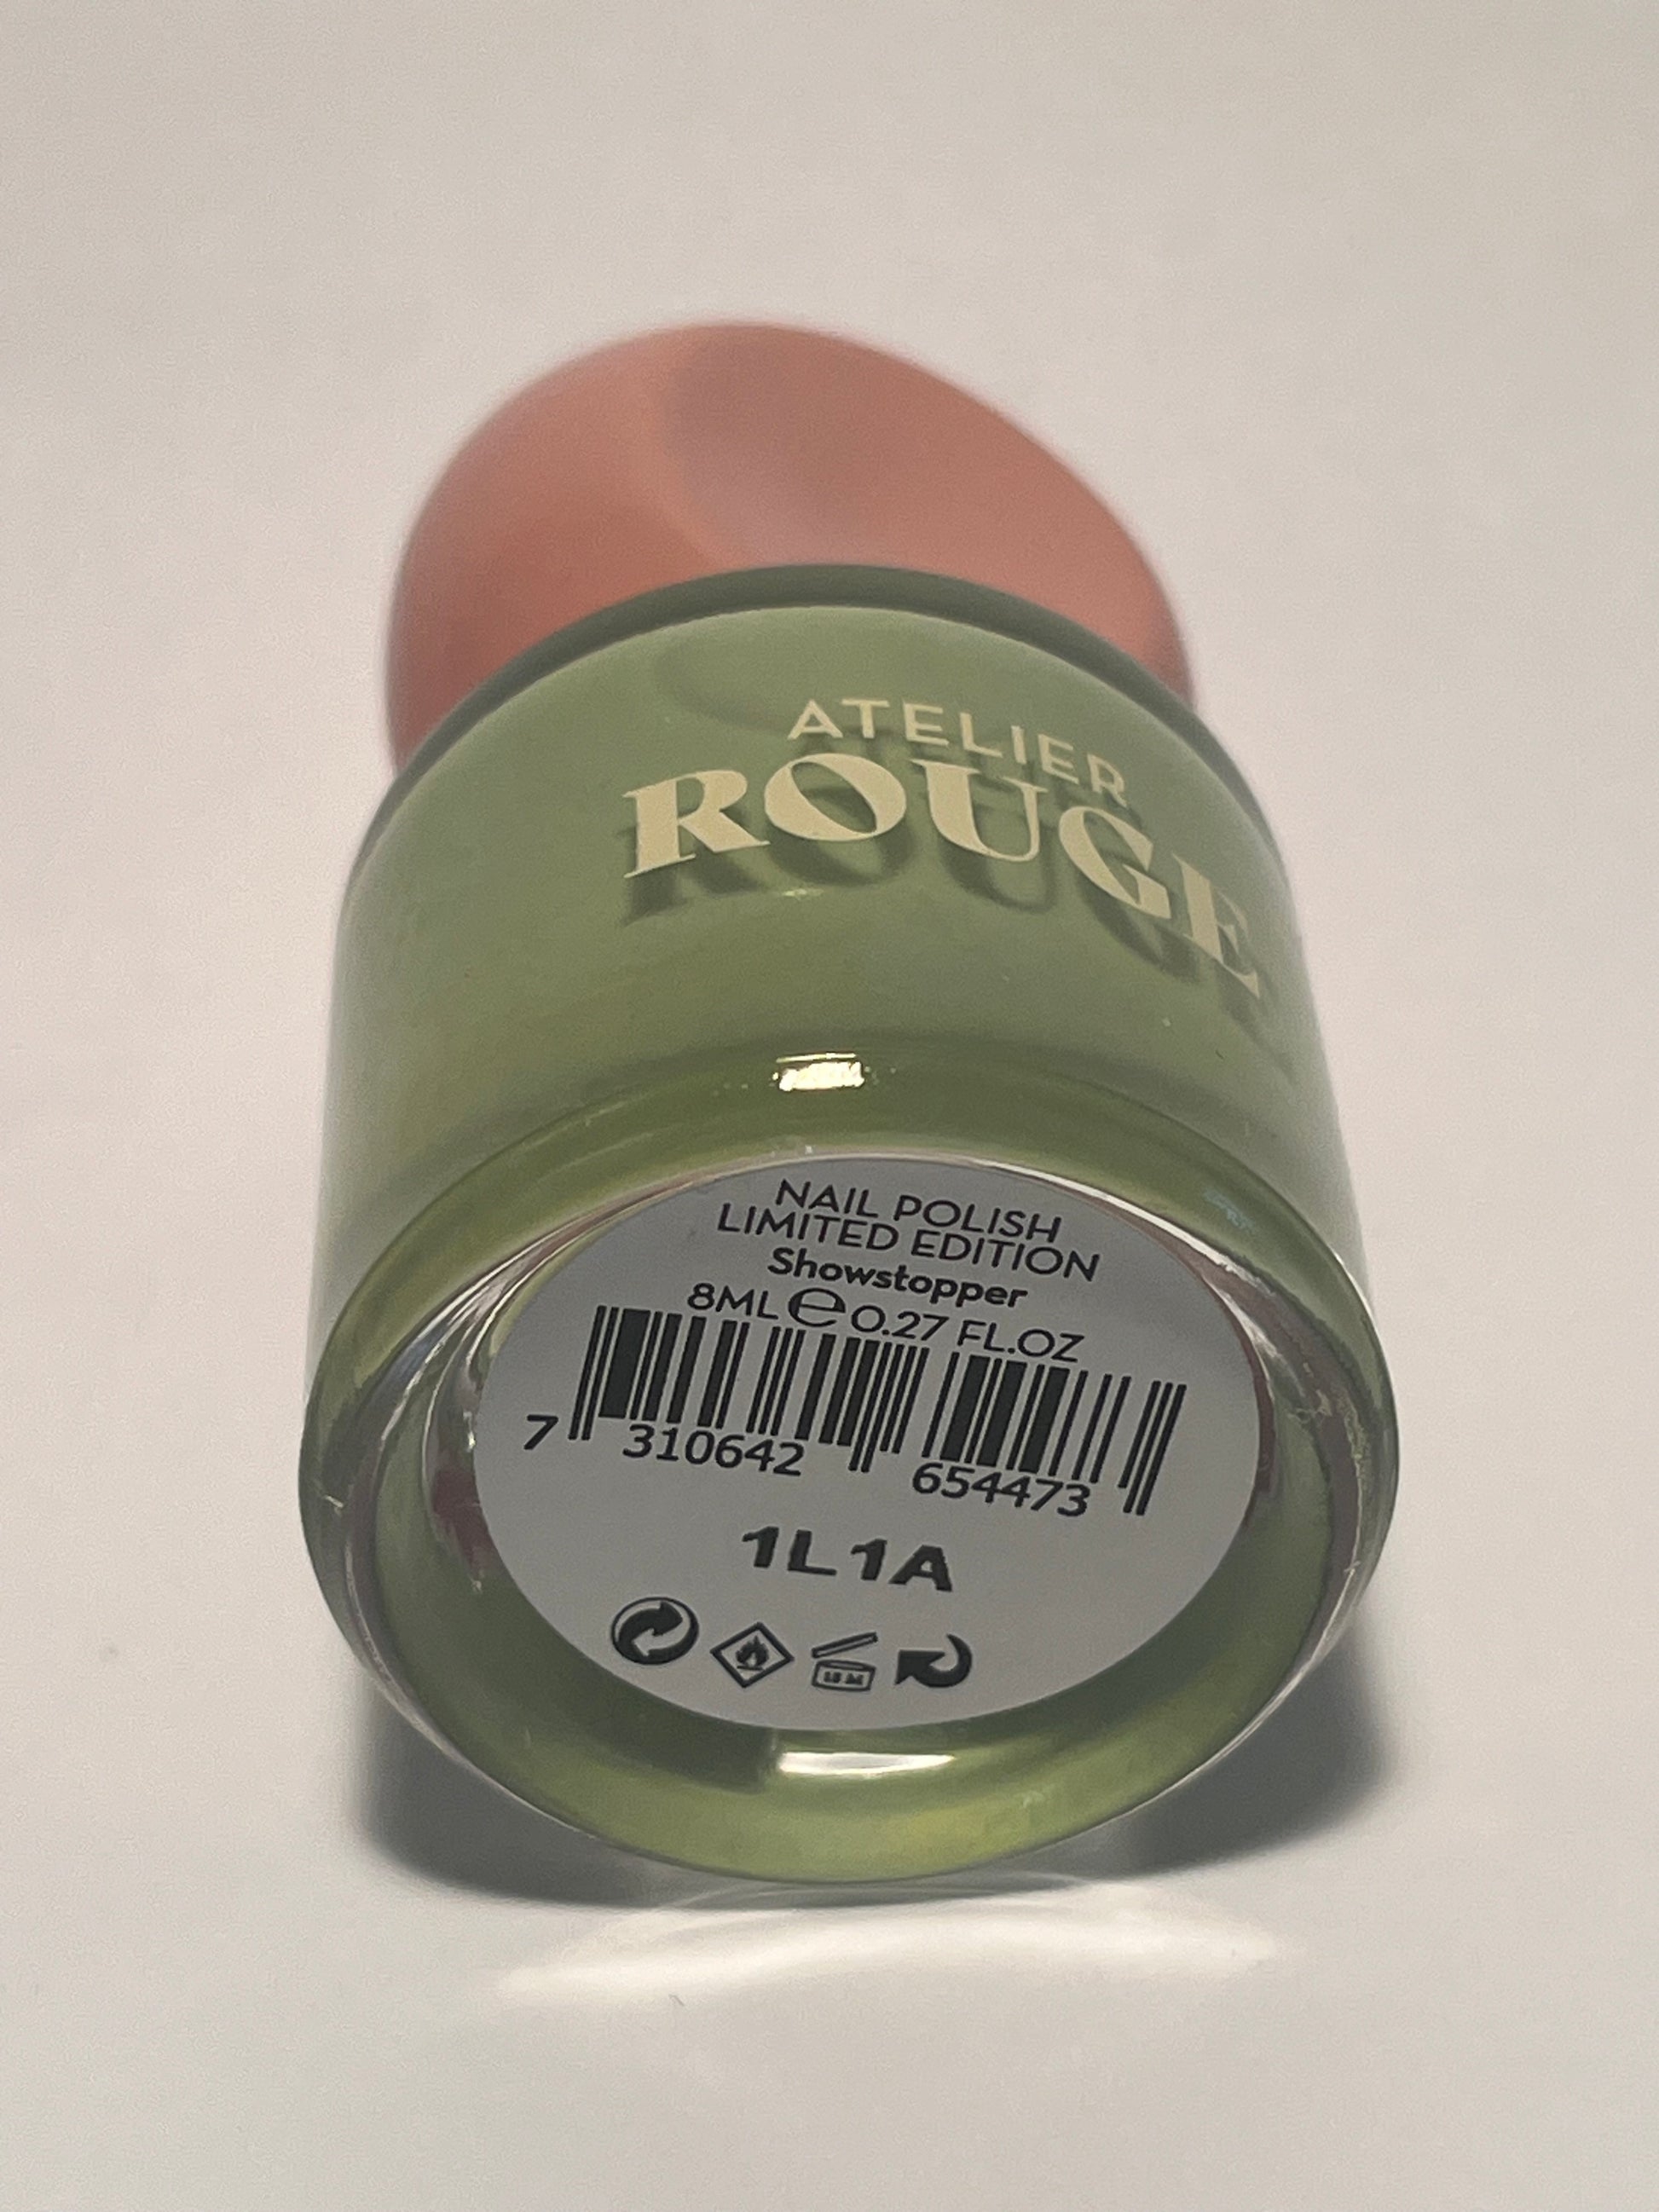 ATELIER
ROUGE
NAIL POLISH
LIMITED EDITION
Showstopper
8ML ℮ 0.27 FL.OZ
7 310642 654473
1L1A